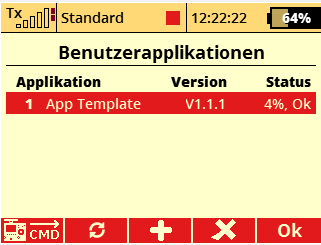 Tx Standard 12:22:22 64%
Benutzerapplikationen
Applikation Version Status
1 App Template V1.1.1 4%, Ok
CMD Ok